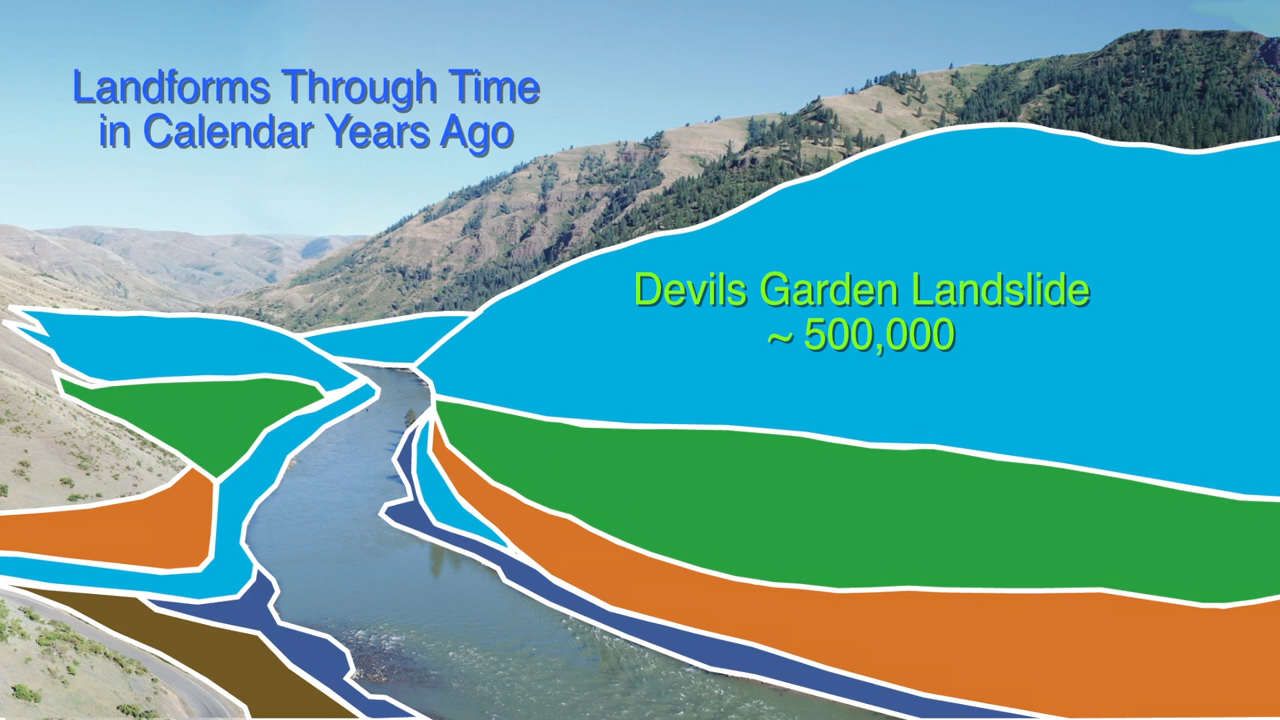 Landforms Through Time
in Calendar Years Ago
Devils Garden Landslide
~ 500,000